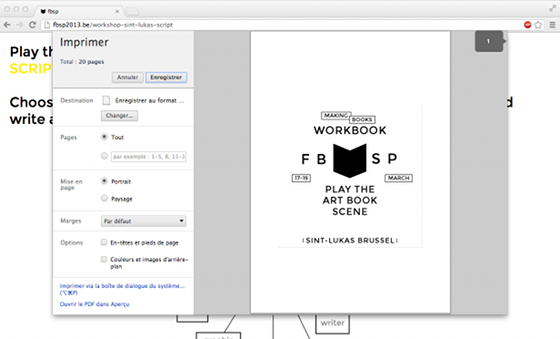 fbsp
fbsp2013.be/workshop-sint-lukas-script
Play th
SCRIP
Choos
write a
d
Imprimer
Total : 20 pages
Annuler
Enregistrer
Destination
Enregistrer au format ...
Changer...
Pages
Tout
par exemple : 1-5, 8, 11-1
Mise en page
Portrait
Paysage
Marges
Par défaut
Options
En-têtes et pieds de page
Couleurs et images d'arrière-
plan
Imprimer via la boîte de dialogue du système...
(⌥⌘P)
Ouvrir le PDF dans Aperçu
1
MAKING
BOOKS
WORKBOOK
F B S P
17-19
MARCH
PLAY THE
ART BOOK
SCENE
SINT-LUKAS BRUSSEL
graphic
writer